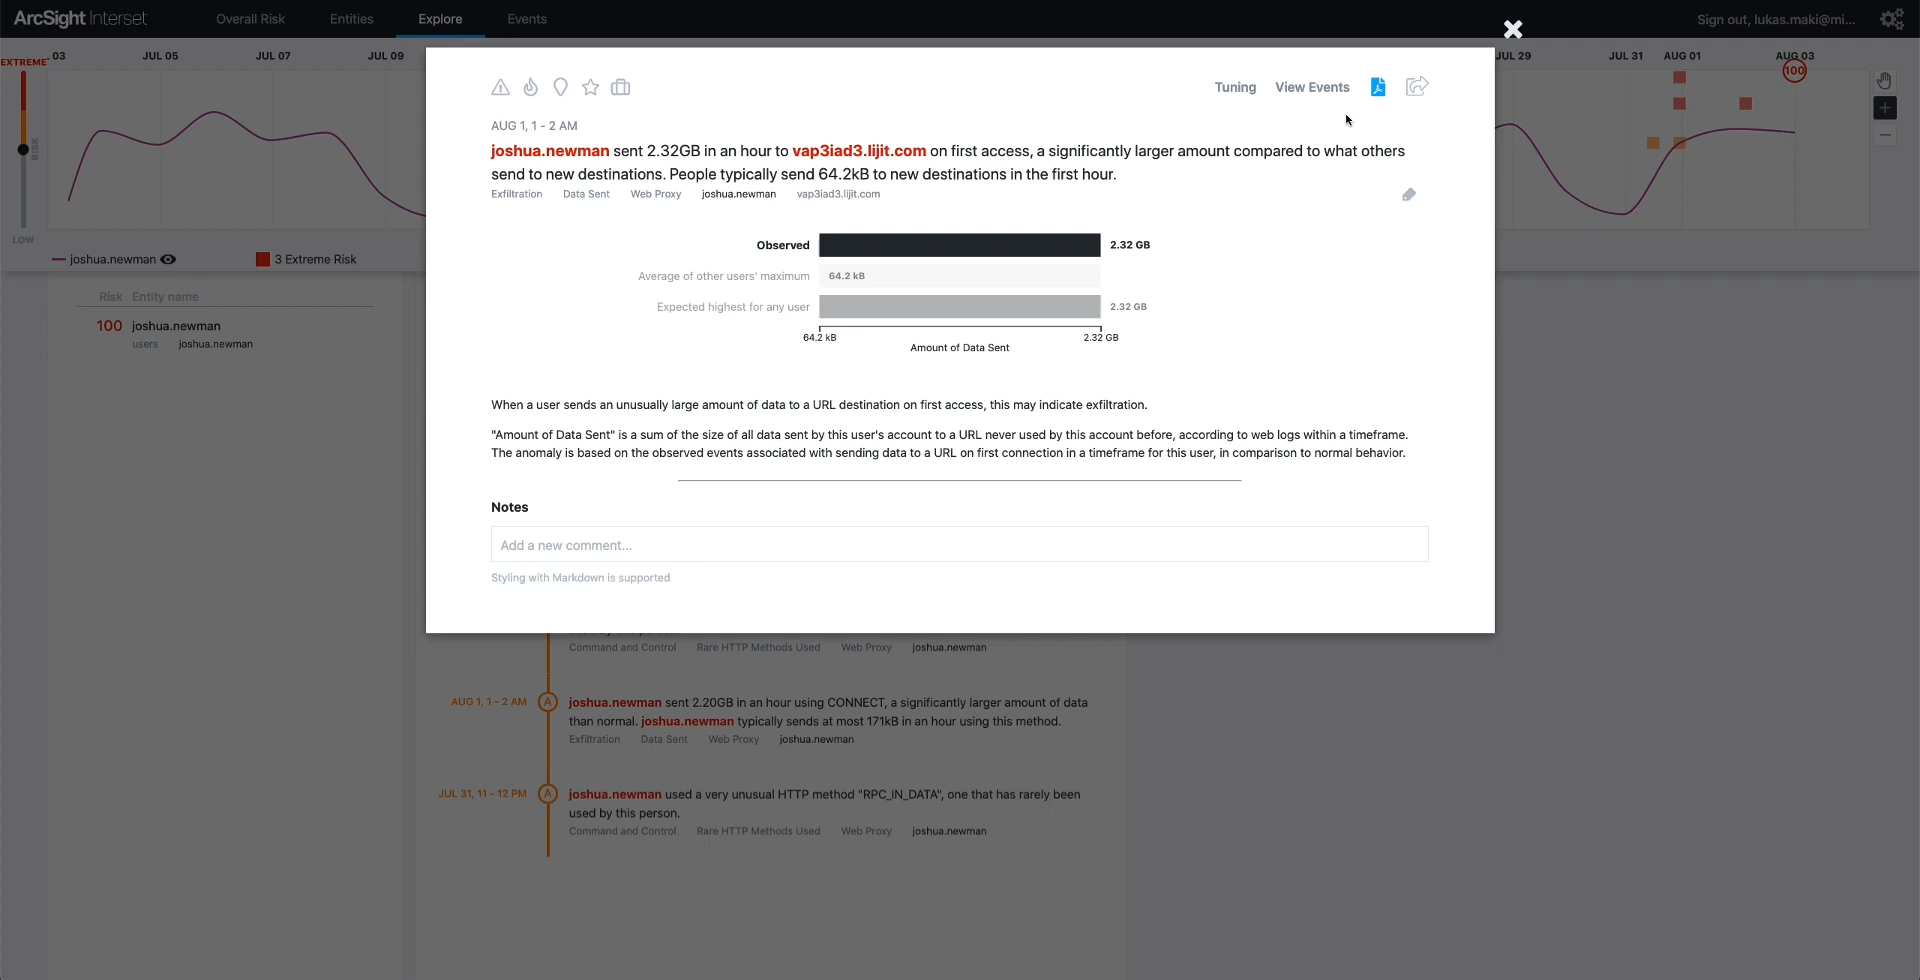 ArcSight Interset
Overall Risk
Entities
Explore
Events
Sign out, lukas.maki@mi...
EXTREME
03
JUL 05
JUL 07
JUL 09
JUL 29
JUL 31
AUG 01
AUG 03
100
RISK
LOW
joshua.newman
3 Extreme Risk
Risk Entity name
100 joshua.newman
users joshua.newman
Tuning
View Events
AUG 1, 1 - 2 AM
joshua.newman sent 2.32GB in an hour to vap3iad3.lijit.com on first access, a significantly larger amount compared to what others
send to new destinations. People typically send 64.2kB to new destinations in the first hour.
Exfiltration Data Sent Web Proxy joshua.newman vap3iad3.lijit.com
Observed 2.32 GB
Average of other users' maximum 64.2 kB
Expected highest for any user 2.32 GB
64.2 kB 2.32 GB
Amount of Data Sent
When a user sends an unusually large amount of data to a URL destination on first access, this may indicate exfiltration.
"Amount of Data Sent" is a sum of the size of all data sent by this user's account to a URL never used by this account before, according to web logs within a timeframe.
The anomaly is based on the observed events associated with sending data to a URL on first connection in a timeframe for this user, in comparison to normal behavior.
Notes
Add a new comment...
Styling with Markdown is supported
Command and Control Rare HTTP Methods Used Web Proxy joshua.newman
AUG 1, 1 - 2 AM A joshua.newman sent 2.20GB in an hour using CONNECT, a significantly larger amount of data
than normal. joshua.newman typically sends at most 171kB in an hour using this method.
Exfiltration Data Sent Web Proxy joshua.newman
JUL 31, 11 - 12 PM A joshua.newman used a very unusual HTTP method "RPC_IN_DATA", one that has rarely been
used by this person.
Command and Control Rare HTTP Methods Used Web Proxy joshua.newman